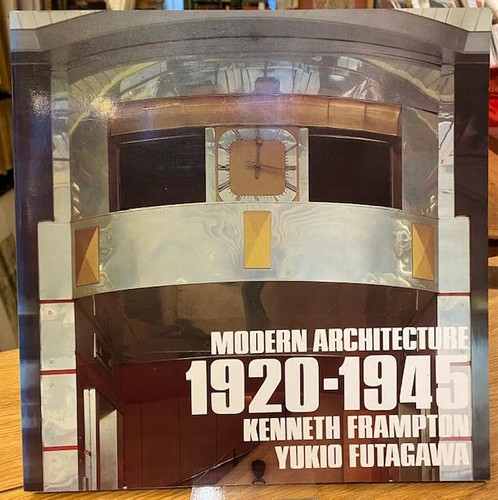 MODERN ARCHITECTURE
1920-1945
KENNETH FRAMPTON
YUKIO FUTAGAWA